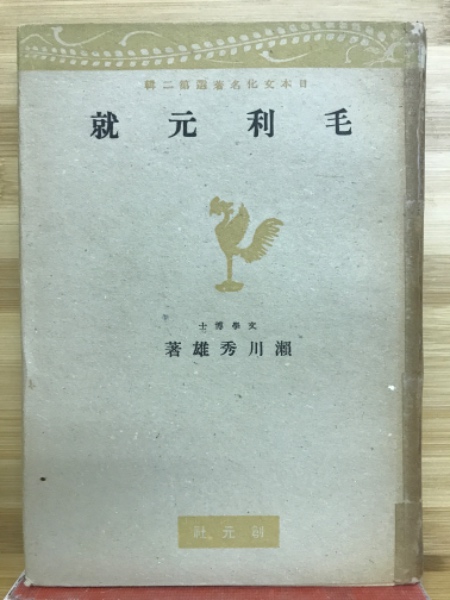 日本文化名著選第二輯
毛利元就
文學博士
瀨川秀雄著
創元社